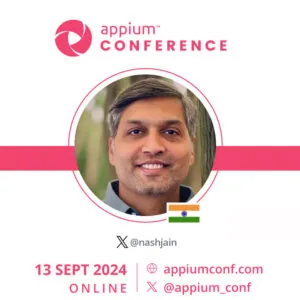 appium™
CONFERENCE
X @nashjain
13 SEPT 2024
ONLINE
appiumconf.com
X @appium_conf